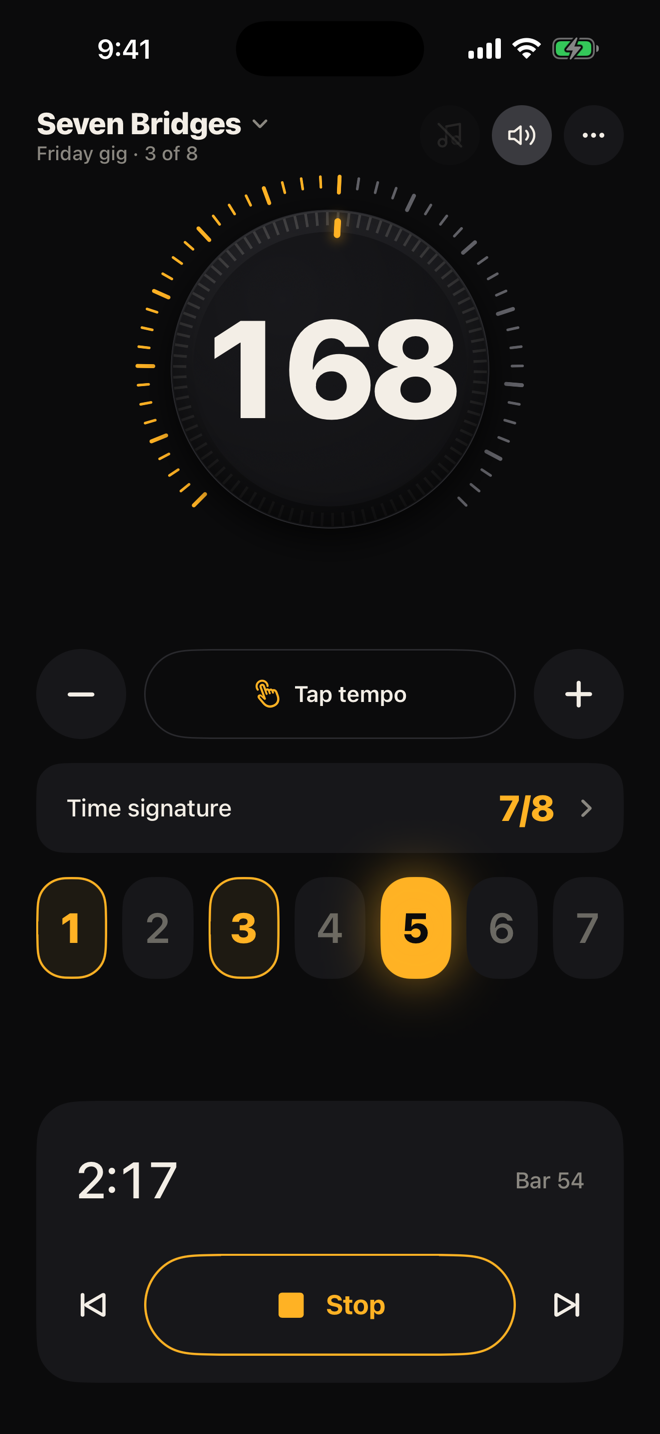 9:41
Seven Bridges
Friday gig · 3 of 8
168
Tap tempo
Time signature 7/8
1 2 3 4 5 6 7
2:17 Bar 54
Stop